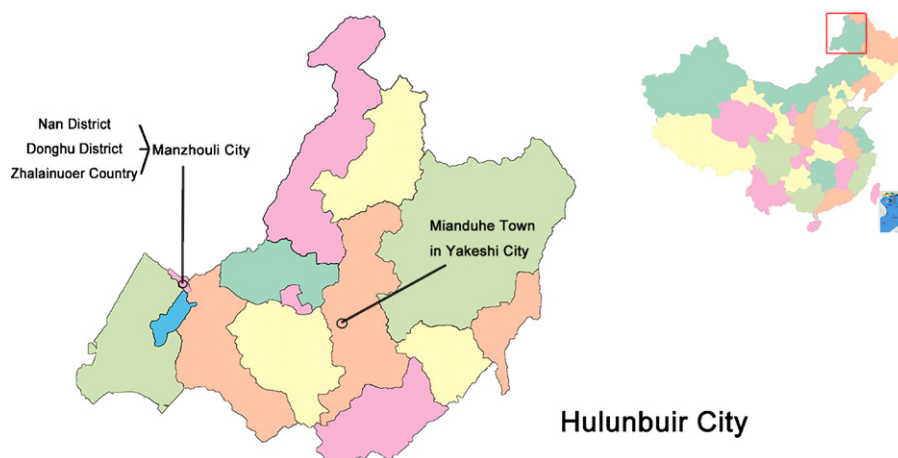 Nan District
Donghu District
Zhalainuoer Country
Manzhouli City
Mianduhe Town
in Yakeshi City
Hulunbuir City